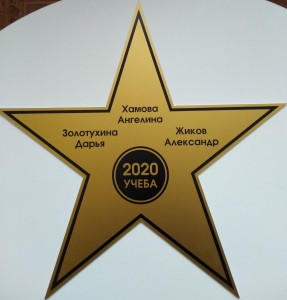 Хамова
Ангелина
Золотухина
Дарья
Жиков
Александр
2020
УЧЕБА